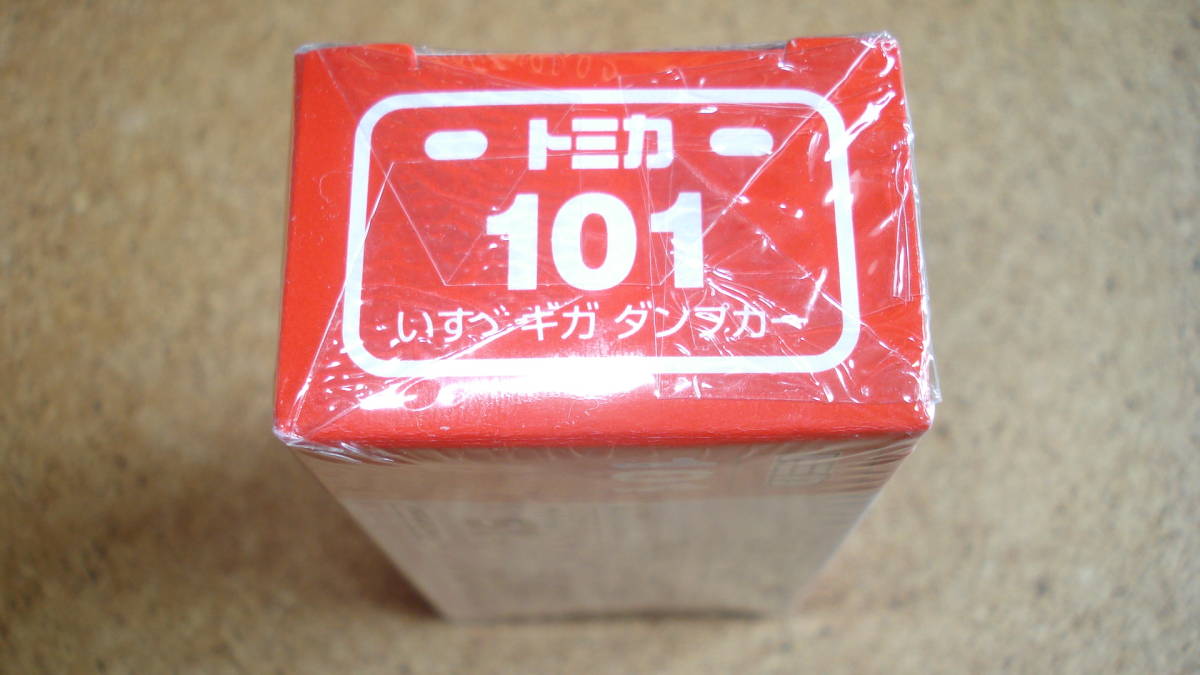 トミカ
101
いすゞ ギガ ダンプカー